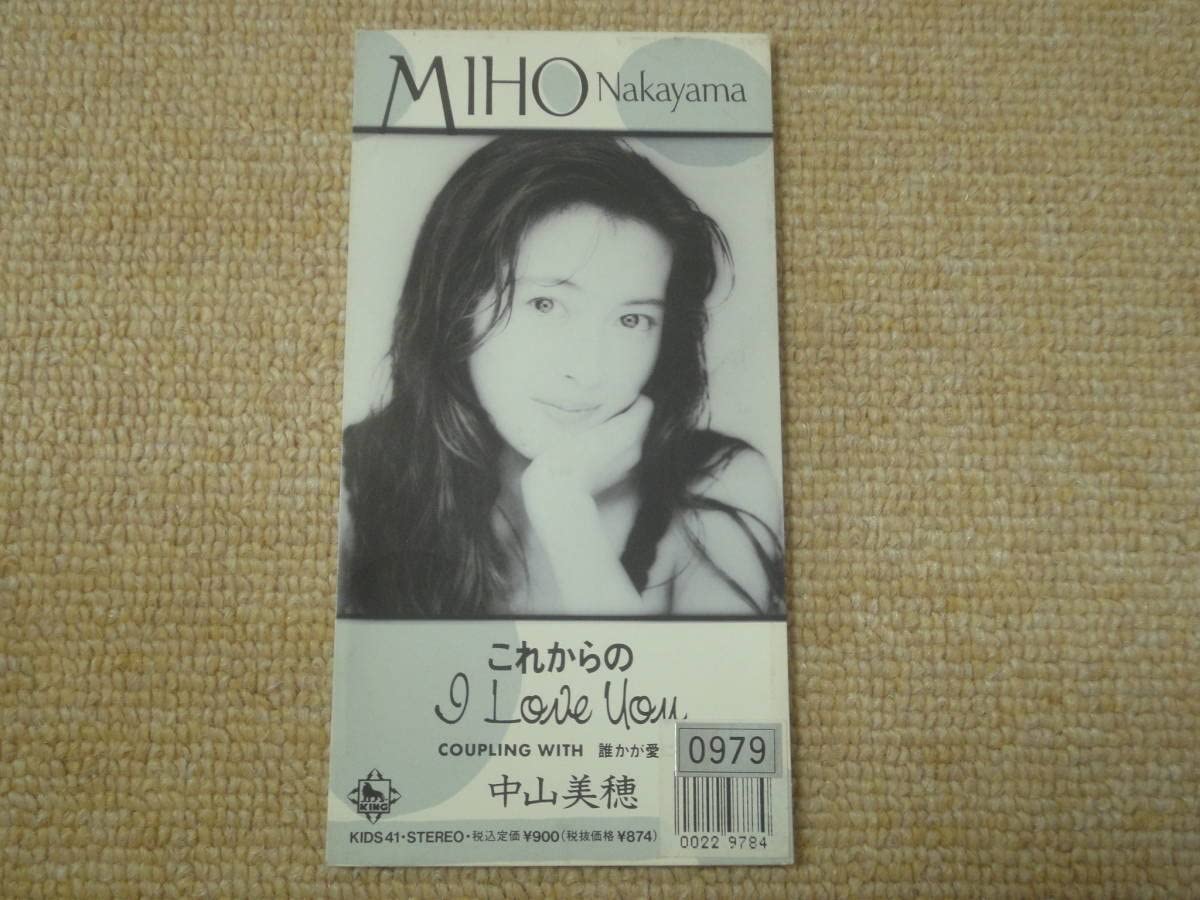 MIHO Nakayama
これからの
I Love You
COUPLING WITH 誰かが愛
中山美穂
KING
KIDS 41・STEREO・税込定価¥900(税抜価格¥874)
0979
0022 9784